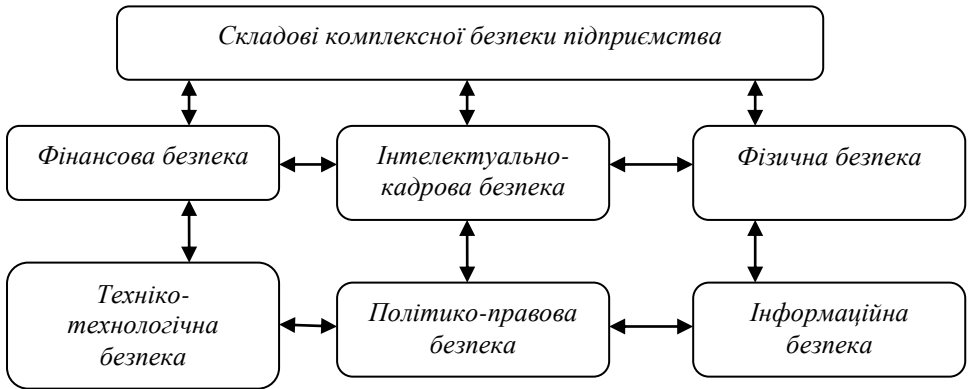 Складові комплексної безпеки підприємства
Фінансова безпека
Інтелектуально-
кадрова безпека
Фізична безпека
Техніко-
технологічна
безпека
Політико-правова
безпека
Інформаційна
безпека